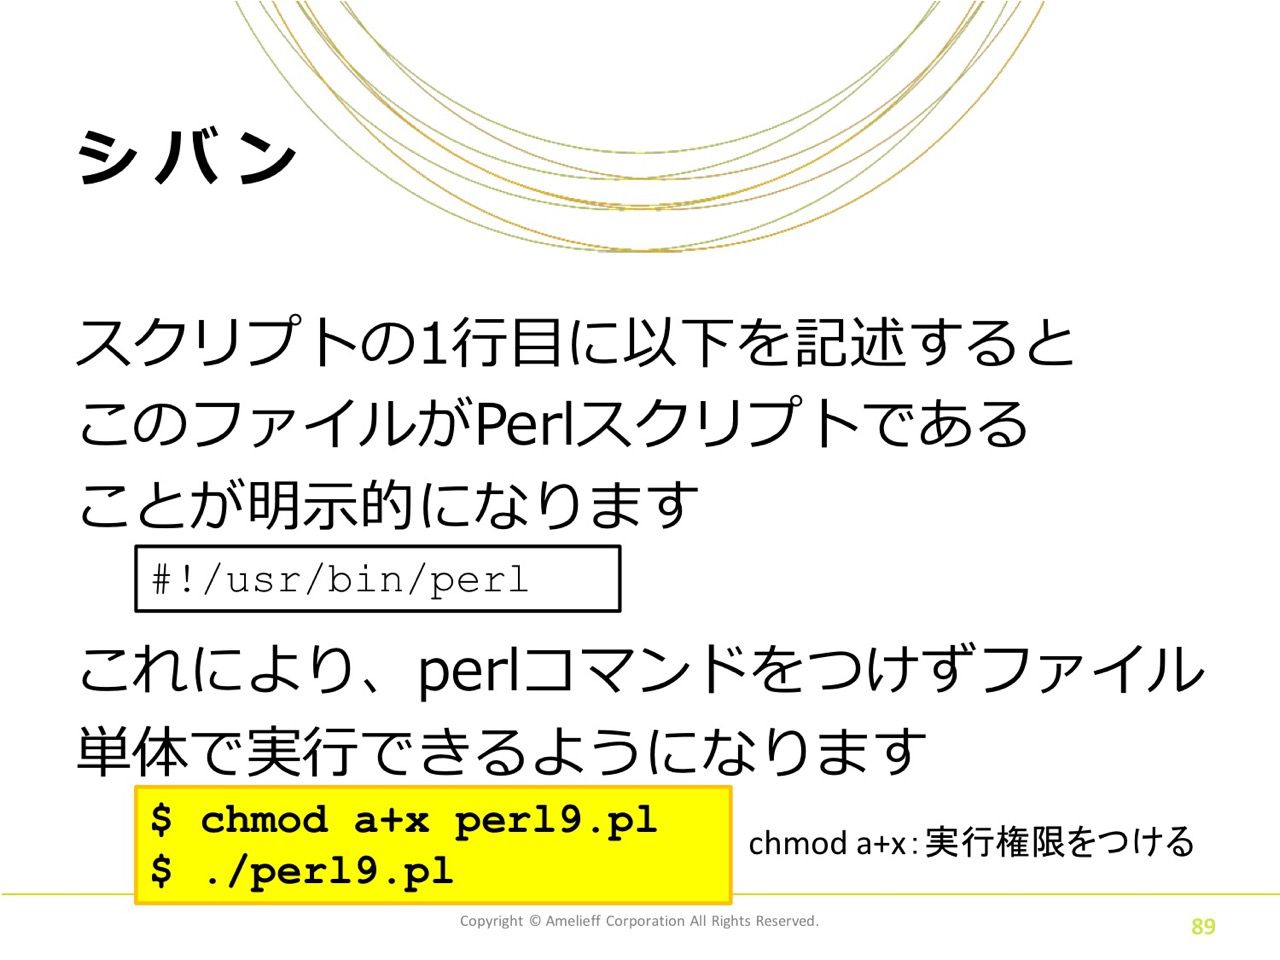 シバン
スクリプトの1行目に以下を記述すると
このファイルがPerlスクリプトである
ことが明示的になります
#!/usr/bin/perl
これにより、perlコマンドをつけずファイル
単体で実行できるようになります
$ chmod a+x perl9.pl
$ ./perl9.pl
chmod a+x：実行権限をつける
Copyright © Amelieff Corporation All Rights Reserved.
89